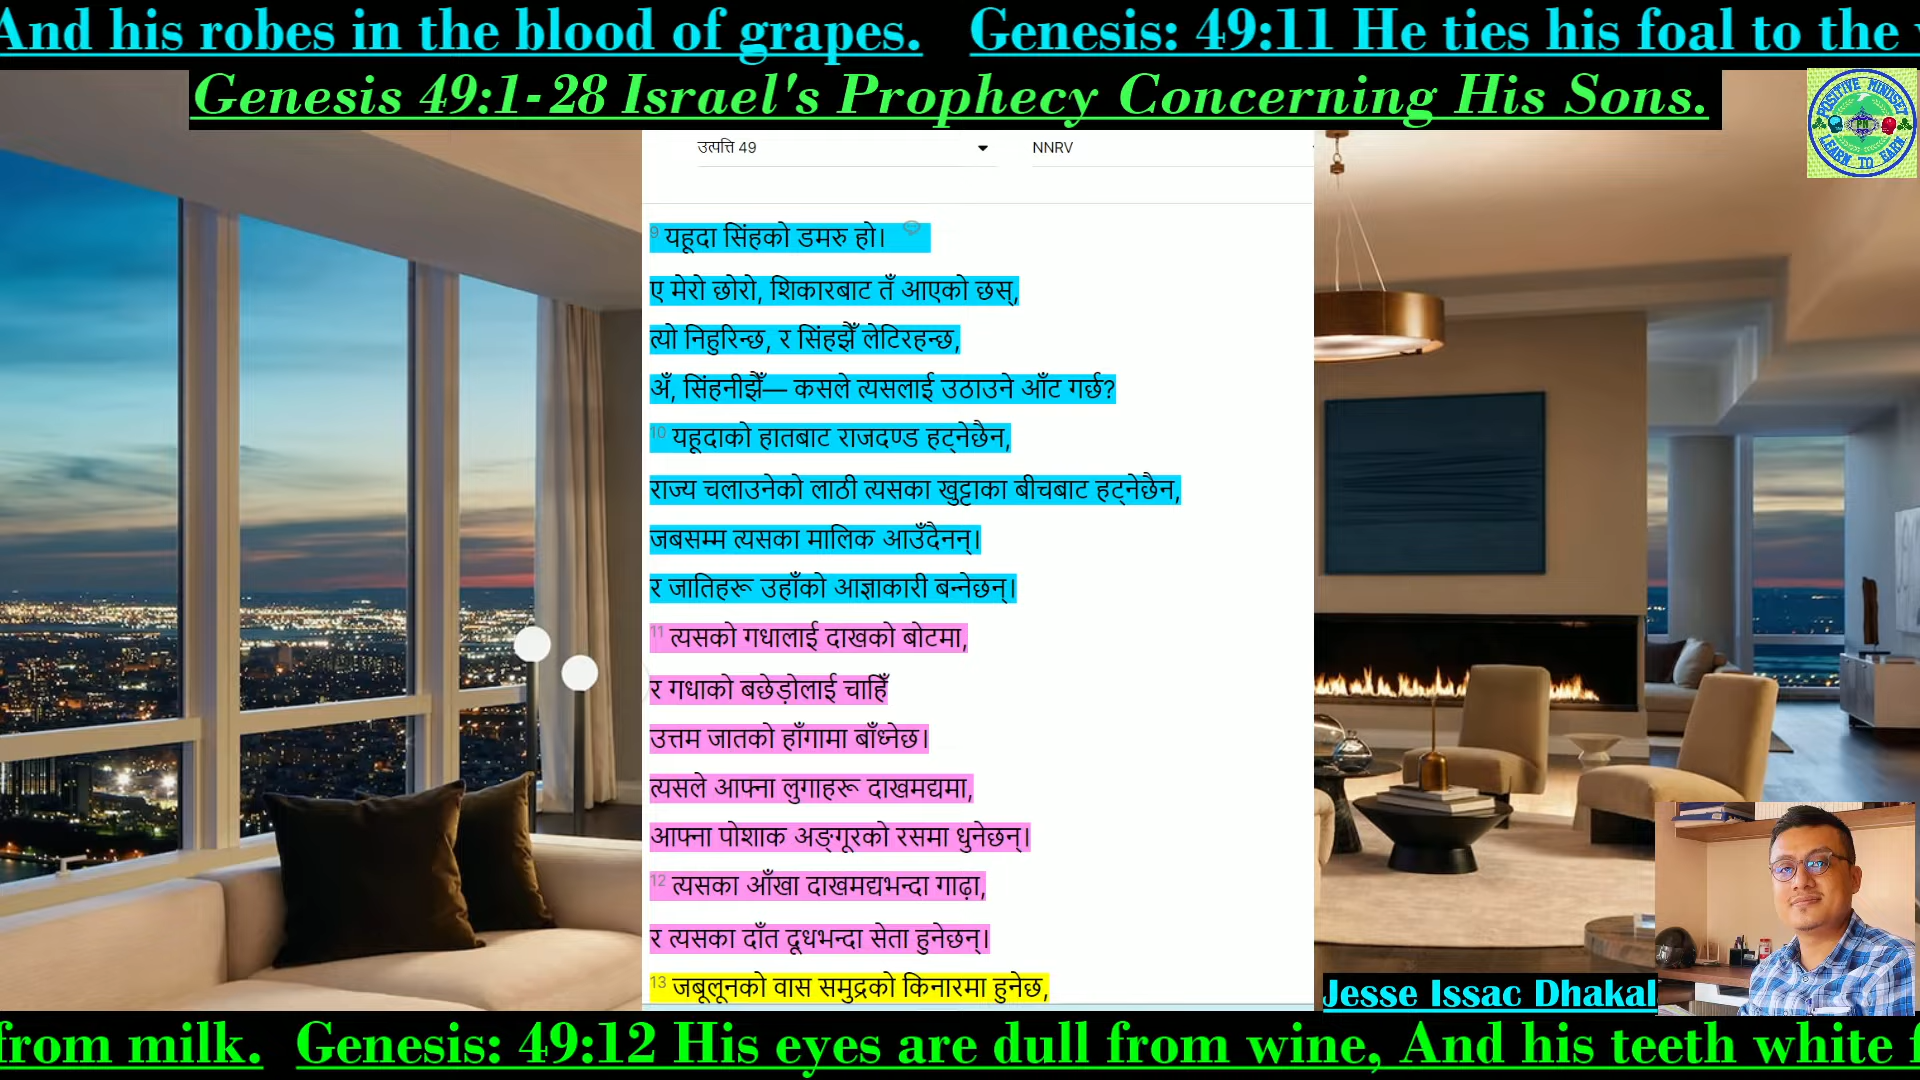 And his robes in the blood of grapes. Genesis: 49:11 He ties his foal to the
Genesis 49:1-28 Israel's Prophecy Concerning His Sons.
POSITIVE MINDSET
LEARN TO EARN
उत्पत्ति 49
NNRV
9 यहूदा सिंहको डमरु हो।
ए मेरो छोरो, शिकारबाट तँ आएको छस्,
त्यो निहुरिन्छ, र सिंहझैँ लेटिरहन्छ,
अँ, सिंहनीझैँ— कसले त्यसलाई उठाउने आँट गर्छ?
10 यहूदाको हातबाट राजदण्ड हट्नेछैन,
राज्य चलाउनेको लाठी त्यसका खुट्टाका बीचबाट हट्नेछैन,
जबसम्म त्यसका मालिक आउँदैनन्।
र जातिहरू उहाँको आज्ञाकारी बन्नेछन्।
11 त्यसको गधालाई दाखको बोटमा,
र गधाको बछेड़ोलाई चाहिँ
उत्तम जातको हाँगामा बाँध्नेछ।
त्यसले आफ्ना लुगाहरू दाखमद्यमा,
आफ्ना पोशाक अङ्गूरको रसमा धुनेछन्।
12 त्यसका आँखा दाखमद्यभन्दा गाढ़ा,
र त्यसका दाँत दूधभन्दा सेता हुनेछन्।
13 जबूलूनको वास समुद्रको किनारमा हुनेछ,
Jesse Issac Dhakal
from milk. Genesis: 49:12 His eyes are dull from wine, And his teeth white